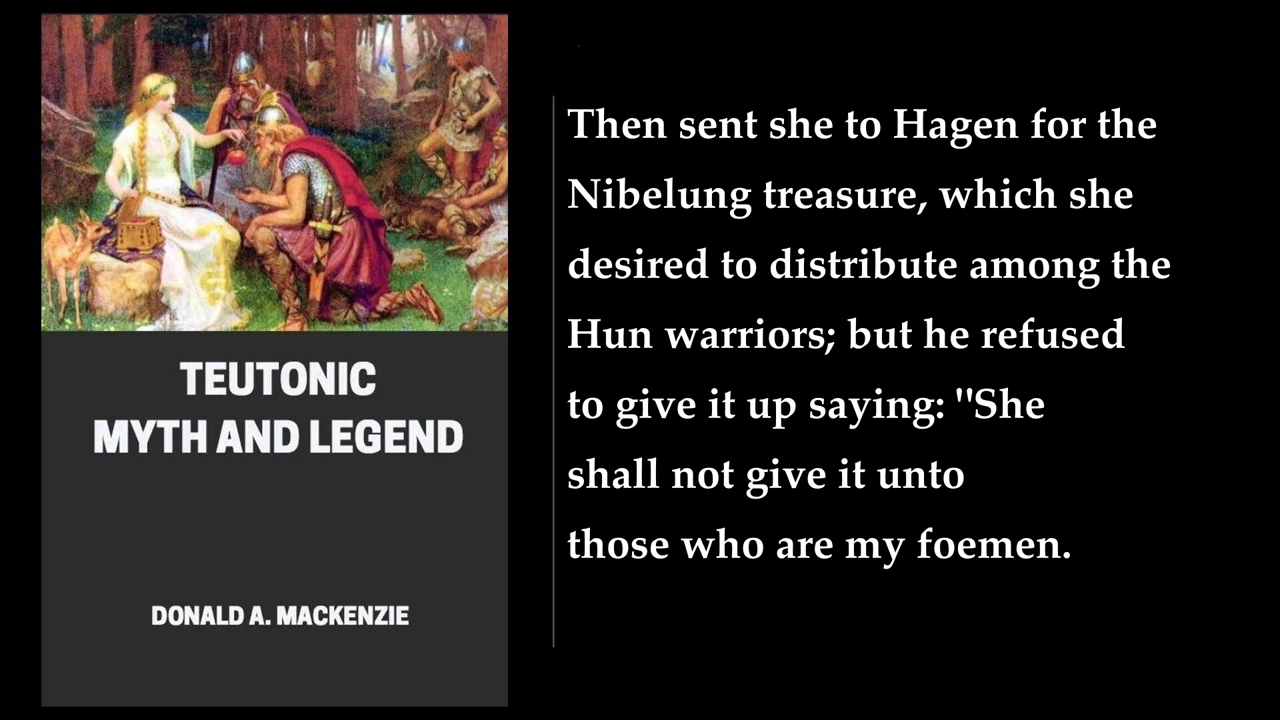 TEUTONIC
MYTH AND LEGEND
DONALD A. MACKENZIE
Then sent she to Hagen for the
Nibelung treasure, which she
desired to distribute among the
Hun warriors; but he refused
to give it up saying: "She
shall not give it unto
those who are my foemen.